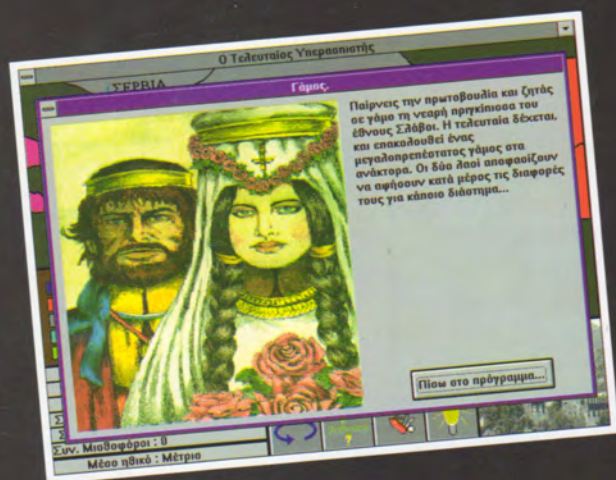 Ο Τελευταίος Υπερασπιστής
ΣΕΡΒΙΑ
Γάμος.
Παίρνεις την πρωτοβουλία και ζητάς
σε γάμο τη νεαρή πριγκίπισσα του
έθνους Σλάβοι. Η τελευταία δέχεται.
και επακολουθεί ένας
μεγαλοπρεπέστατος γάμος στα
ανάκτορα. Οι δύο λαοί αποφασίζουν
να αφήσουν κατά μέρος τις διαφορές
τους για κάποιο διάστημα...
Πίσω στο πρόγραμμα...
Συν. Μισθοφόροι : 0
Μέσο ηθικό : Μέτριο